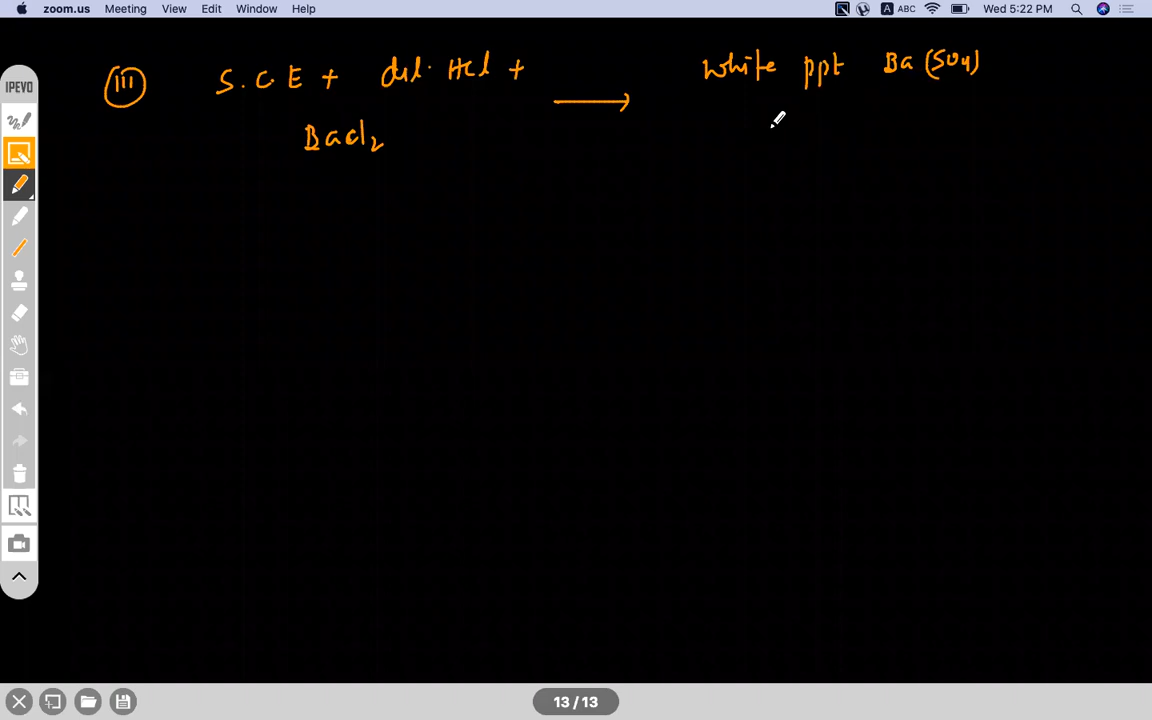 zoom.us Meeting View Edit Window Help A ABC Wed 5:22 PM
IPEVO
(iii) S.C.E + dil. HCl + → White ppt Ba(SO4)
BaCl2
13 / 13